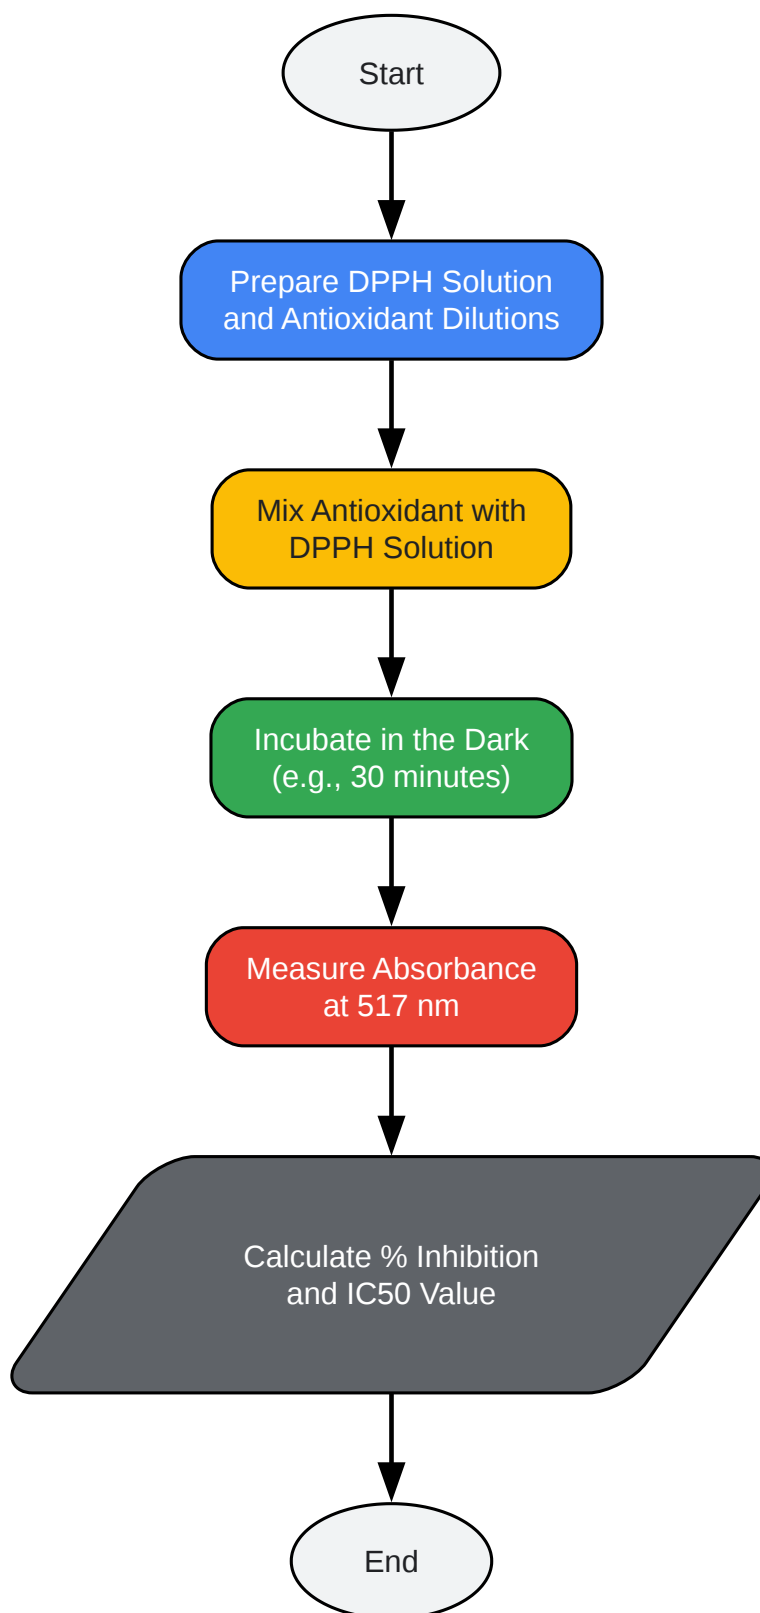 Start
Prepare DPPH Solution
and Antioxidant Dilutions
Mix Antioxidant with
DPPH Solution
Incubate in the Dark
(e.g., 30 minutes)
Measure Absorbance
at 517 nm
Calculate % Inhibition
and IC50 Value
End